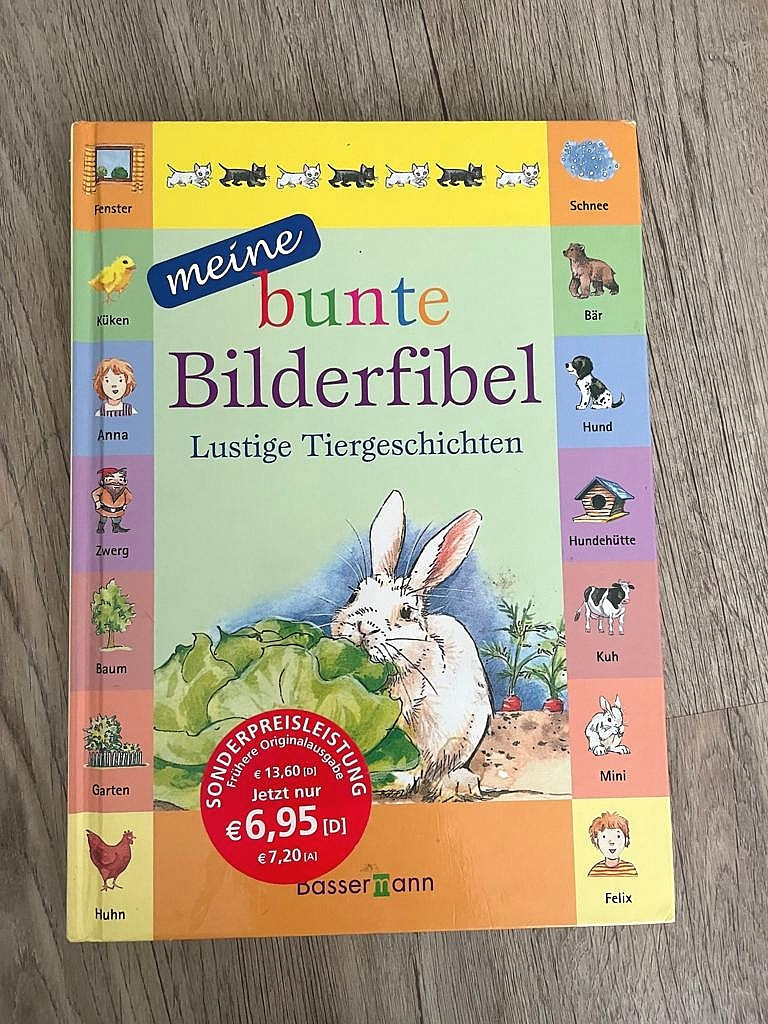 Fenster
Küken
Anna
Zwerg
Baum
Garten
Huhn
meine
bunte
Bilderfibel
Lustige Tiergeschichten
SONDERPREISLEISTUNG
Frühere Originalausgabe
€ 13,60 [D]
Jetzt nur
€ 6,95 [D]
€ 7,20 [A]
Bassermann
Schnee
Bär
Hund
Hundehütte
Kuh
Mini
Felix